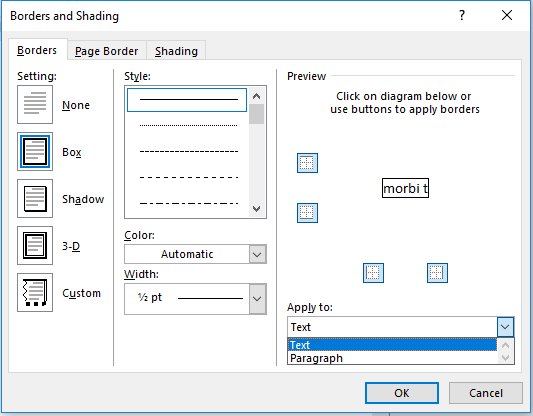 Borders and Shading
?
Borders Page Border Shading
Setting:
None
Box
Shadow
3-D
Custom
Style:
Color:
Automatic
Width:
½ pt
Preview
Click on diagram below or
use buttons to apply borders
morbi t
Apply to:
Text
Text
Paragraph
OK Cancel